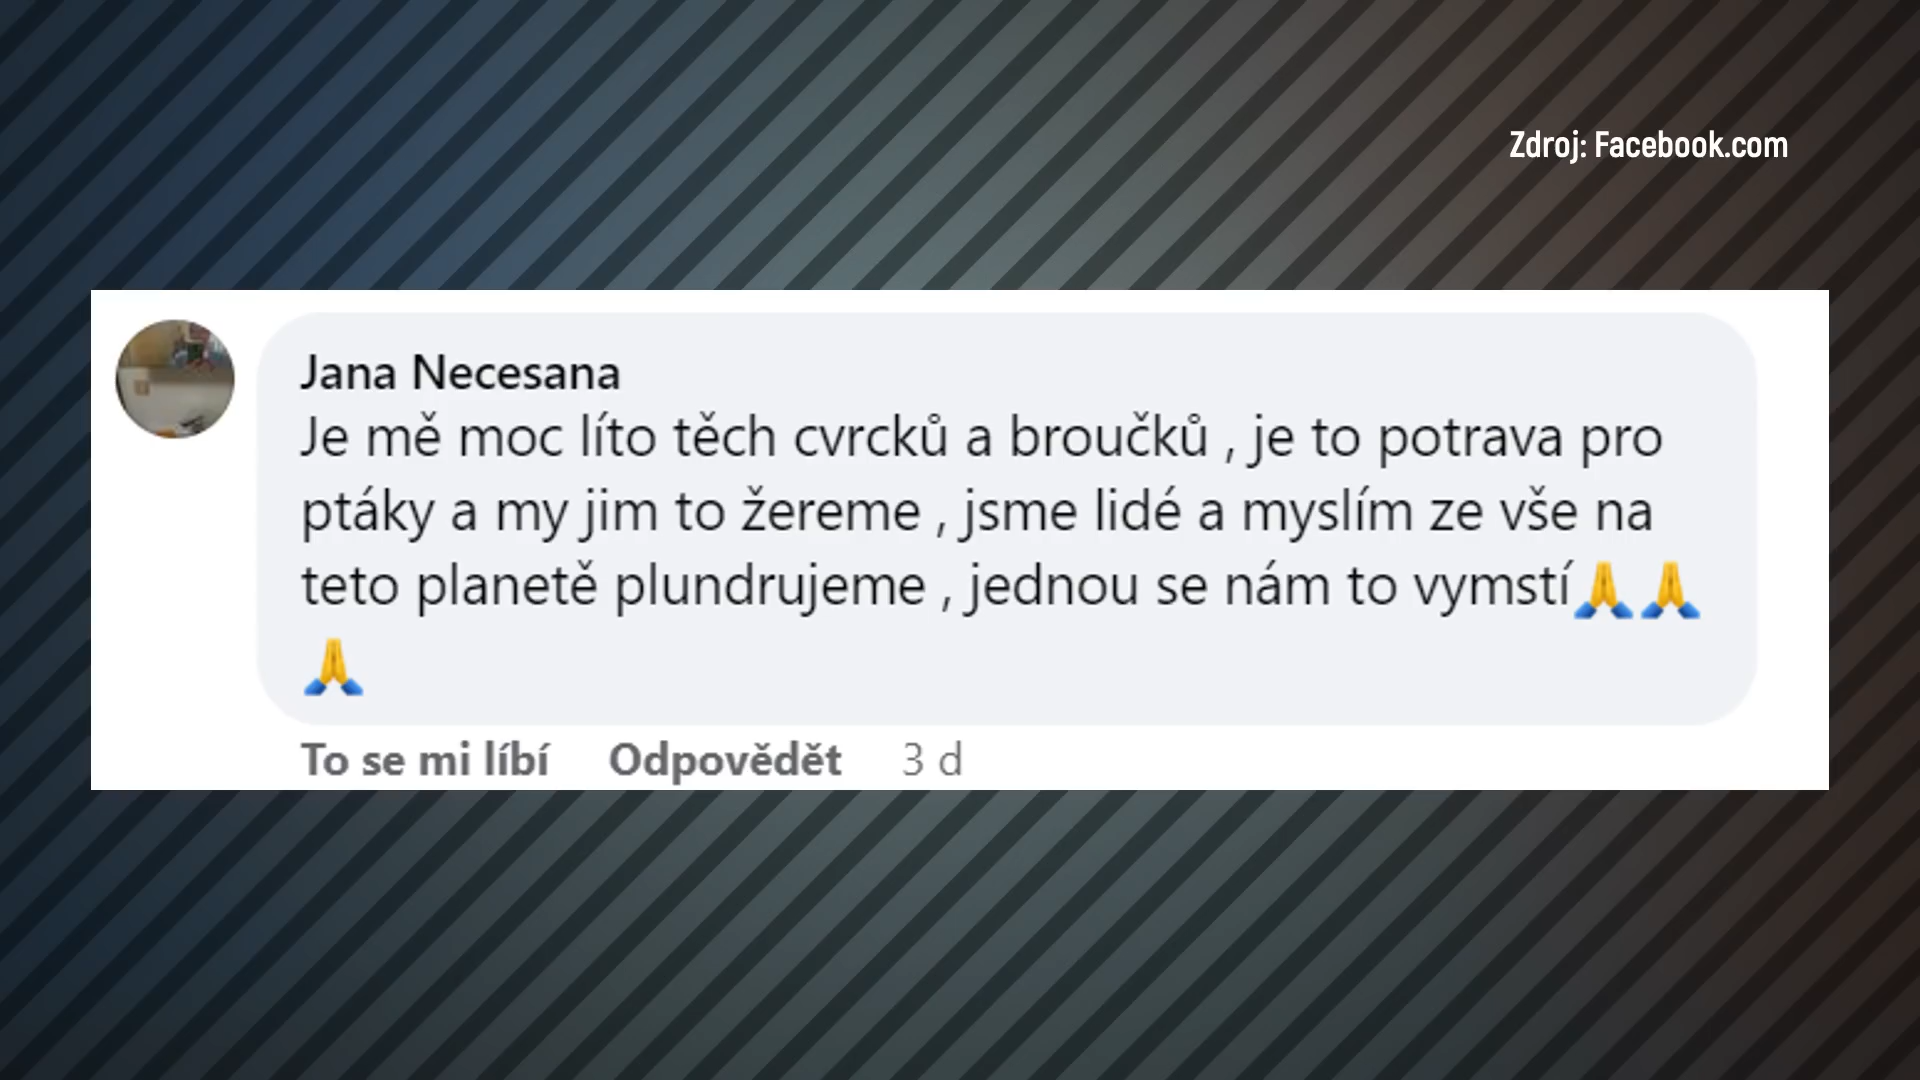 Zdroj: Facebook.com
Jana Necesana
Je mě moc líto těch cvrcků a broučků , je to potrava pro
ptáky a my jim to žereme , jsme lidé a myslím ze vše na
teto planetě plundrujeme , jednou se nám to vymstí🙏🙏
🙏
To se mi líbí Odpovědět 3 d